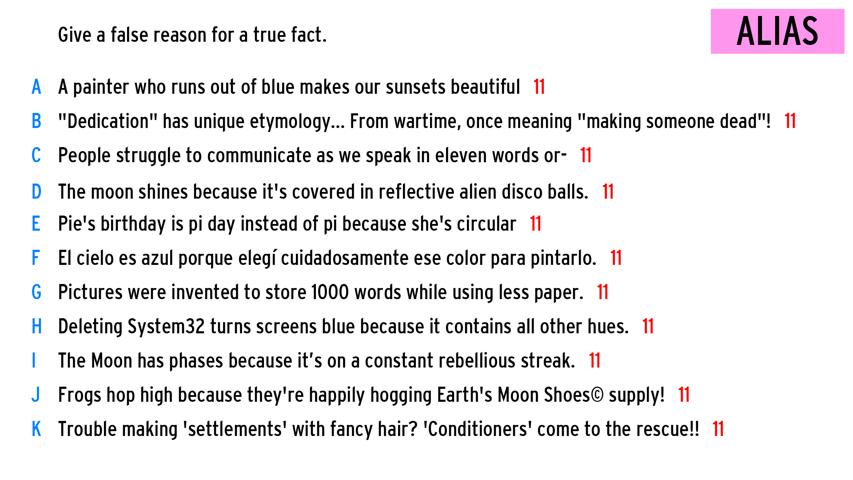 Give a false reason for a true fact.
ALIAS
A A painter who runs out of blue makes our sunsets beautiful 11
B "Dedication" has unique etymology... From wartime, once meaning "making someone dead"! 11
C People struggle to communicate as we speak in eleven words or- 11
D The moon shines because it's covered in reflective alien disco balls. 11
E Pie's birthday is pi day instead of pi because she's circular 11
F El cielo es azul porque elegí cuidadosamente ese color para pintarlo. 11
G Pictures were invented to store 1000 words while using less paper. 11
H Deleting System32 turns screens blue because it contains all other hues. 11
I The Moon has phases because it’s on a constant rebellious streak. 11
J Frogs hop high because they're happily hogging Earth's Moon Shoes© supply! 11
K Trouble making 'settlements' with fancy hair? 'Conditioners' come to the rescue!! 11